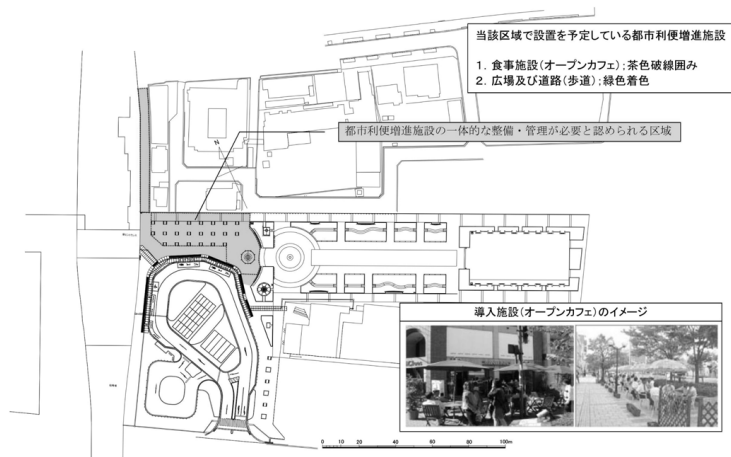 当該区域で設置を予定している都市利便増進施設
1．食事施設（オープンカフェ）；茶色破線囲み
2．広場及び道路（歩道）；緑色着色
都市利便増進施設の一体的な整備・管理が必要と認められる区域
N
導入施設（オープンカフェ）のイメージ
0 10 20 40 60 80 100m